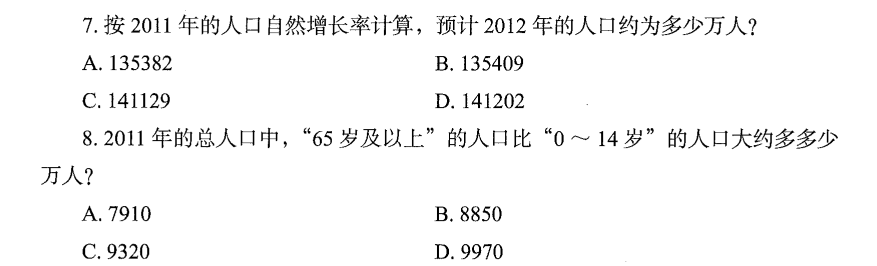 7. 按 2011 年的人口自然增长率计算，预计 2012 年的人口约为多少万人？
A. 135382 B. 135409
C. 141129 D. 141202
8. 2011 年的总人口中，“65 岁及以上”的人口比“0 ～ 14 岁”的人口大约多多少
万人？
A. 7910 B. 8850
C. 9320 D. 9970